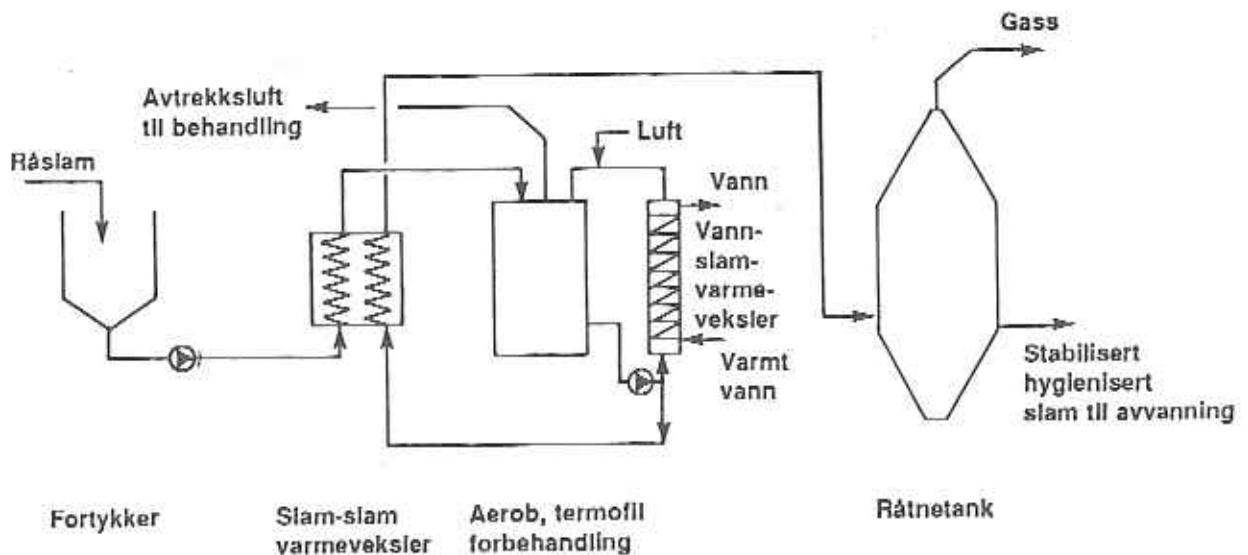 Gass
Avtrekksluft
til behandling
Luft
Råslam
Vann
Vann-
slam-
varme-
veksler
Varmt
vann
Stabilisert
hygienisert
slam til avvanning
Fortykker
Slam-slam
varmeveksler
Aerob, termofil
forbehandling
Råtnetank